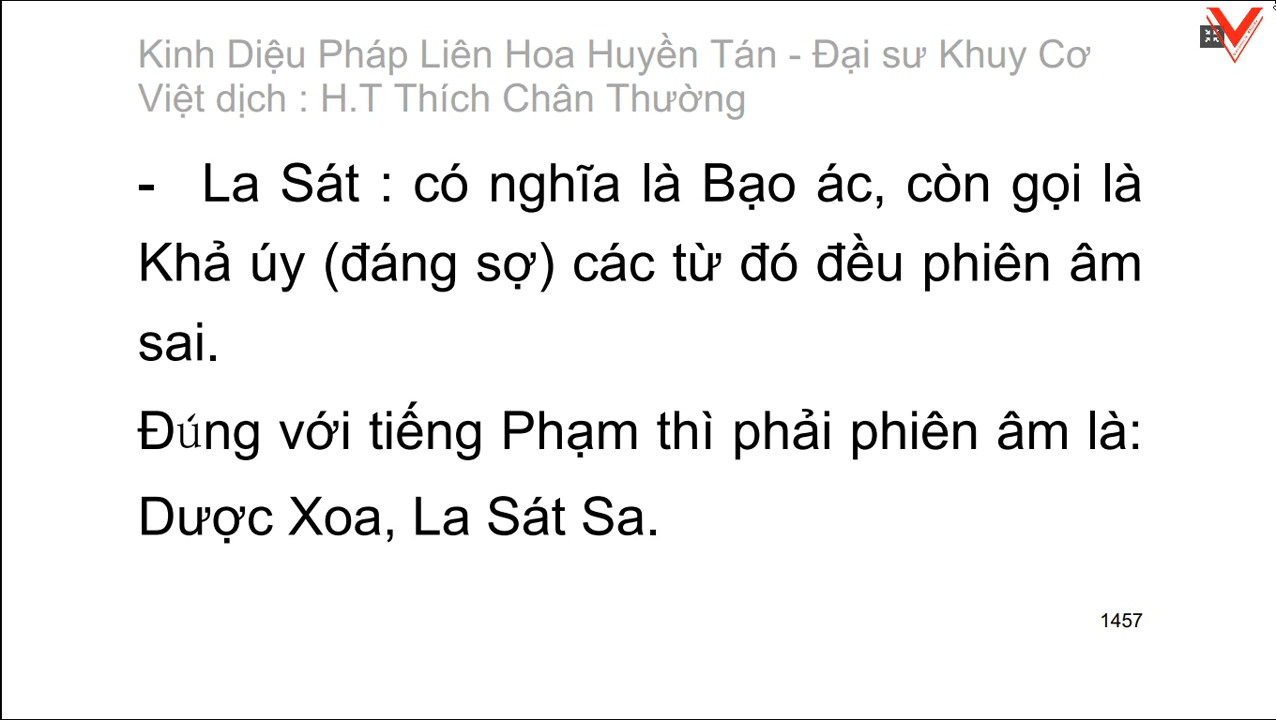 Kinh Diệu Pháp Liên Hoa Huyền Tán - Đại sư Khuy Cơ
Việt dịch : H.T Thích Chân Thường
- La Sát : có nghĩa là Bạo ác, còn gọi là
Khả úy (đáng sợ) các từ đó đều phiên âm
sai.
Đúng với tiếng Phạm thì phải phiên âm là:
Dược Xoa, La Sát Sa.
1457